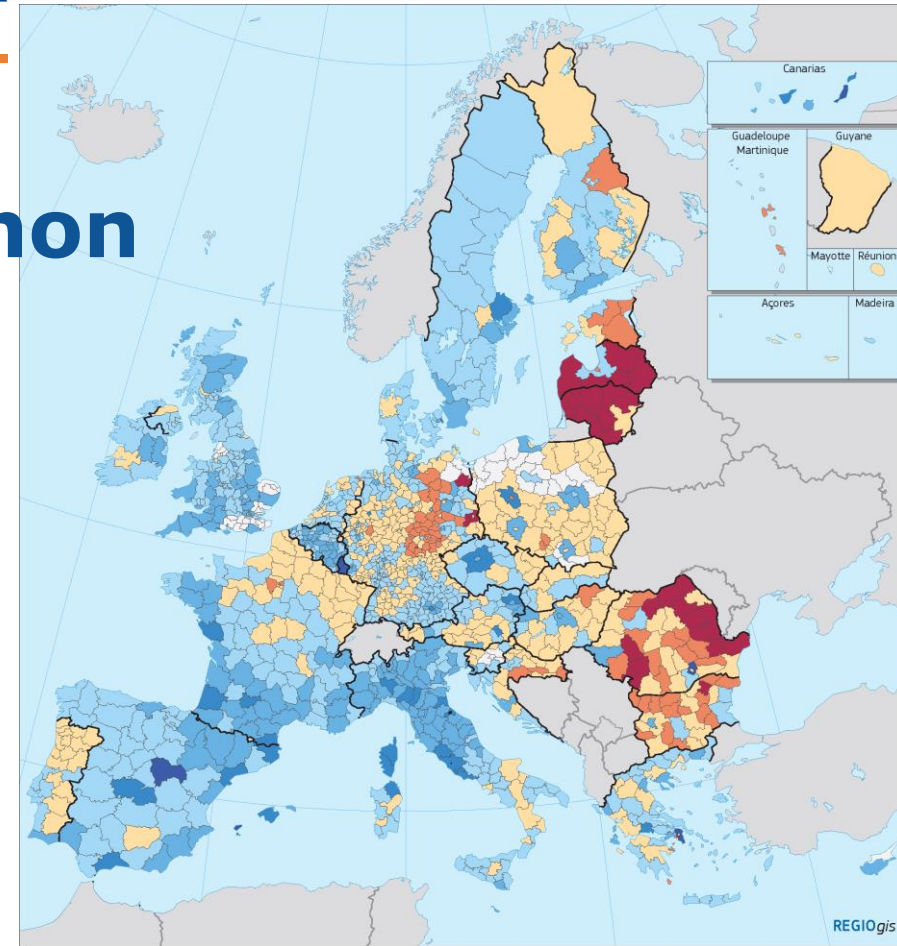 non
Canarias
Guadeloupe
Martinique
Guyane
Mayotte
Réunion
Açores
Madeira
REGIOgis